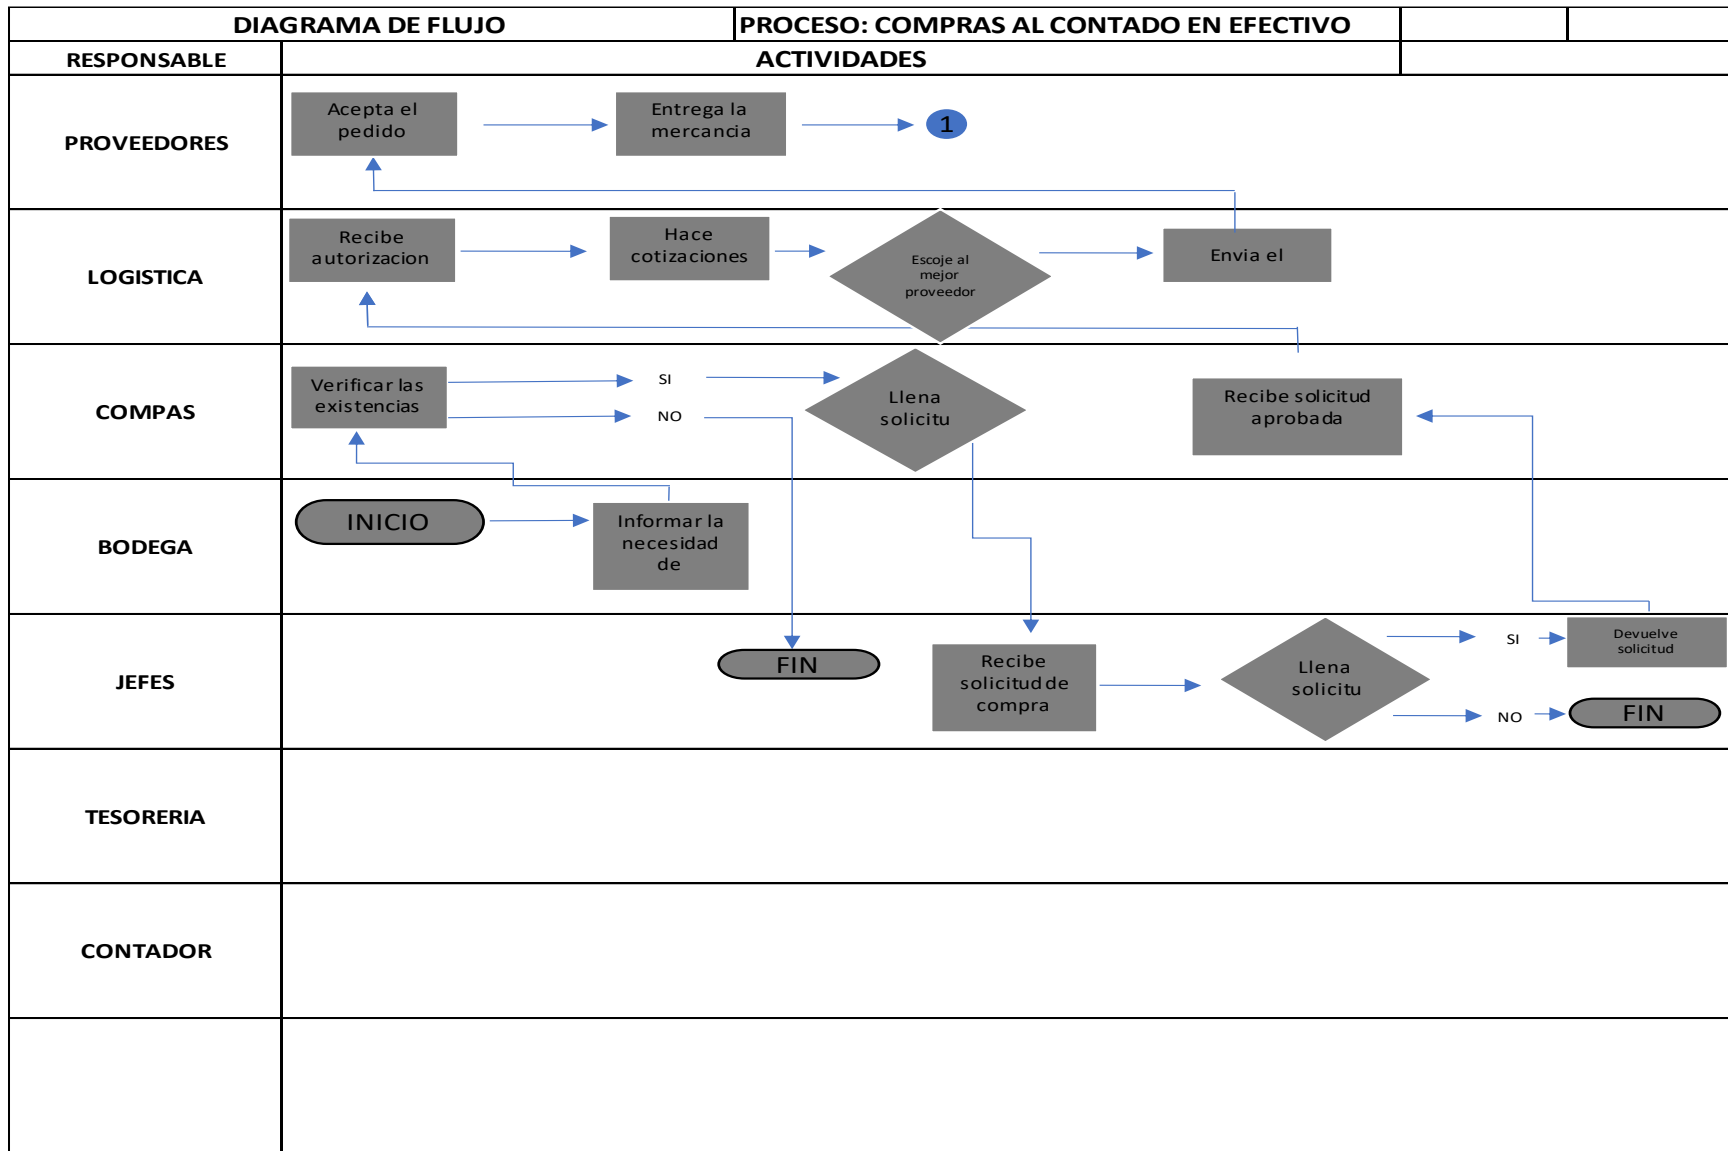 DIAGRAMA DE FLUJO
PROCESO: COMPRAS AL CONTADO EN EFECTIVO
RESPONSABLE
ACTIVIDADES
PROVEEDORES
Acepta el
pedido
Entrega la
mercancia
1
LOGISTICA
Recibe
autorizacion
Hace
cotizaciones
Escoje al
mejor
proveedor
Envia el
COMPAS
Verificar las
existencias
SI
NO
Llena
solicitu
Recibe solicitud
aprobada
BODEGA
INICIO
Informar la
necesidad
de
JEFES
FIN
Recibe
solicitud de
compra
Llena
solicitu
SI
Devuelve
solicitud
NO
FIN
TESORERIA
CONTADOR